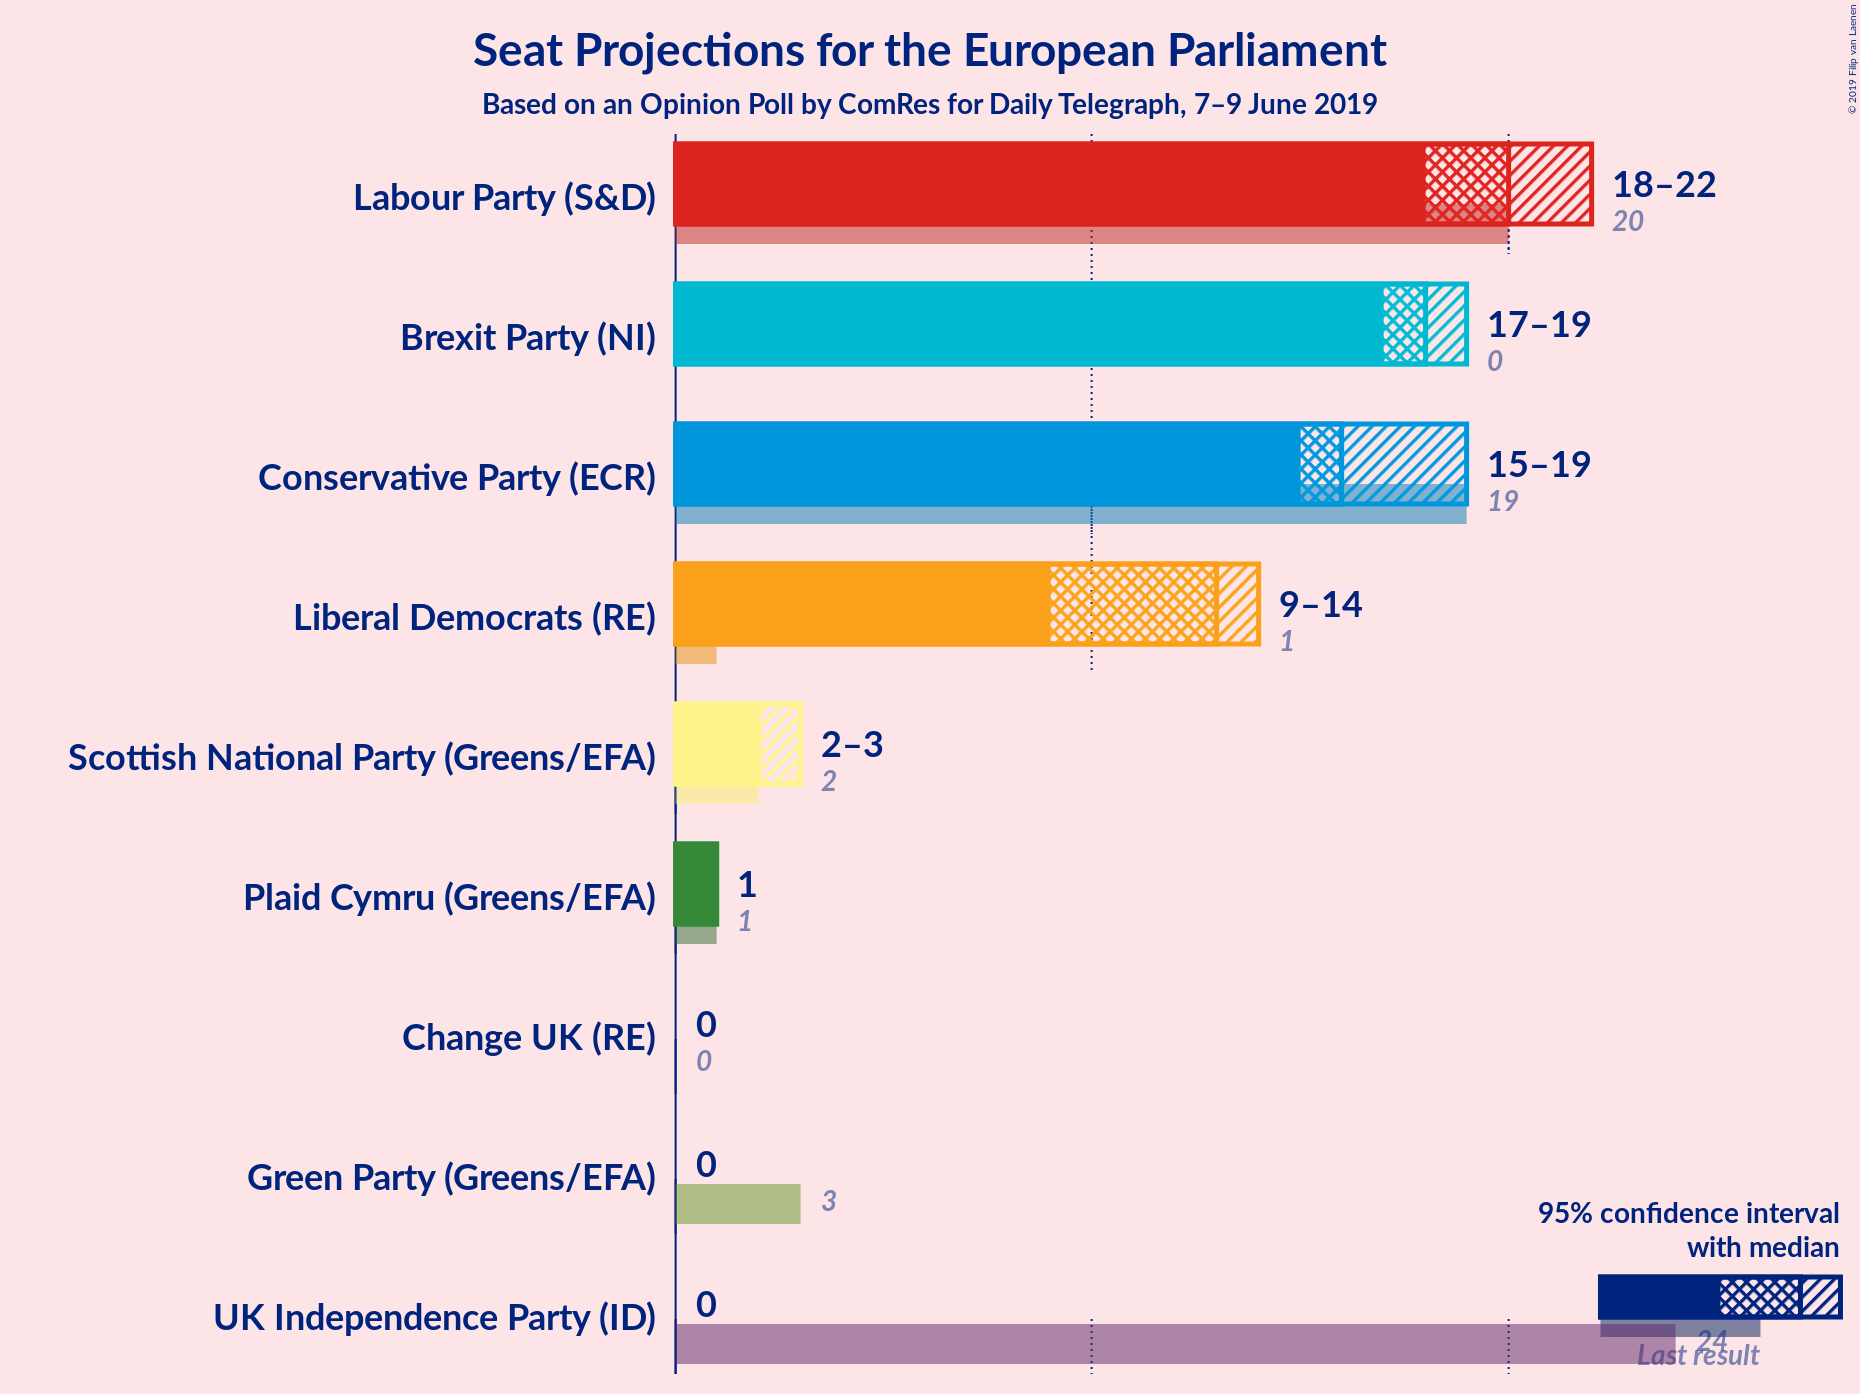 Seat Projections for the European Parliament
Based on an Opinion Poll by ComRes for Daily Telegraph, 7–9 June 2019
© 2019 Filip van Laenen
Labour Party (S&D)
18–22
20
Brexit Party (NI)
17–19
0
Conservative Party (ECR)
15–19
19
Liberal Democrats (RE)
9–14
1
Scottish National Party (Greens/EFA)
2–3
2
Plaid Cymru (Greens/EFA)
1
1
Change UK (RE)
0
0
Green Party (Greens/EFA)
0
3
UK Independence Party (ID)
0
24
95% confidence interval
with median
Last result